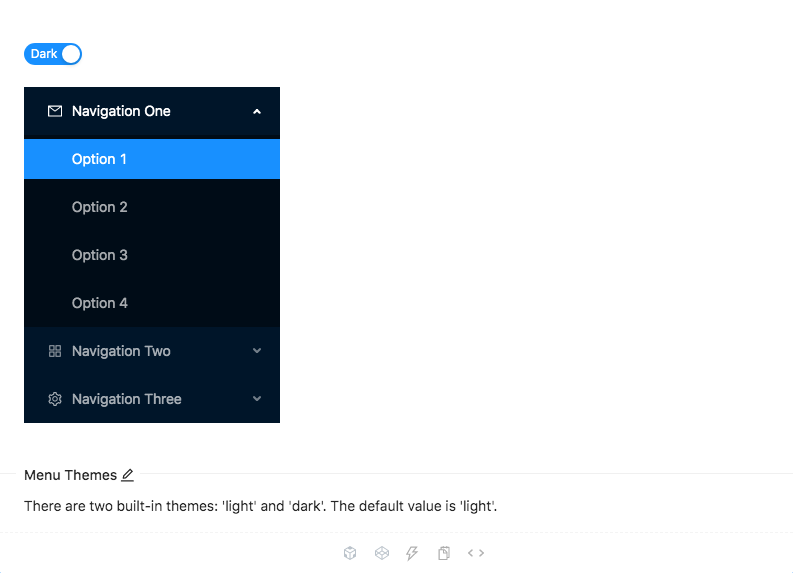 Dark
Navigation One
Option 1
Option 2
Option 3
Option 4
Navigation Two
Navigation Three
Menu Themes
There are two built-in themes: 'light' and 'dark'. The default value is 'light'.